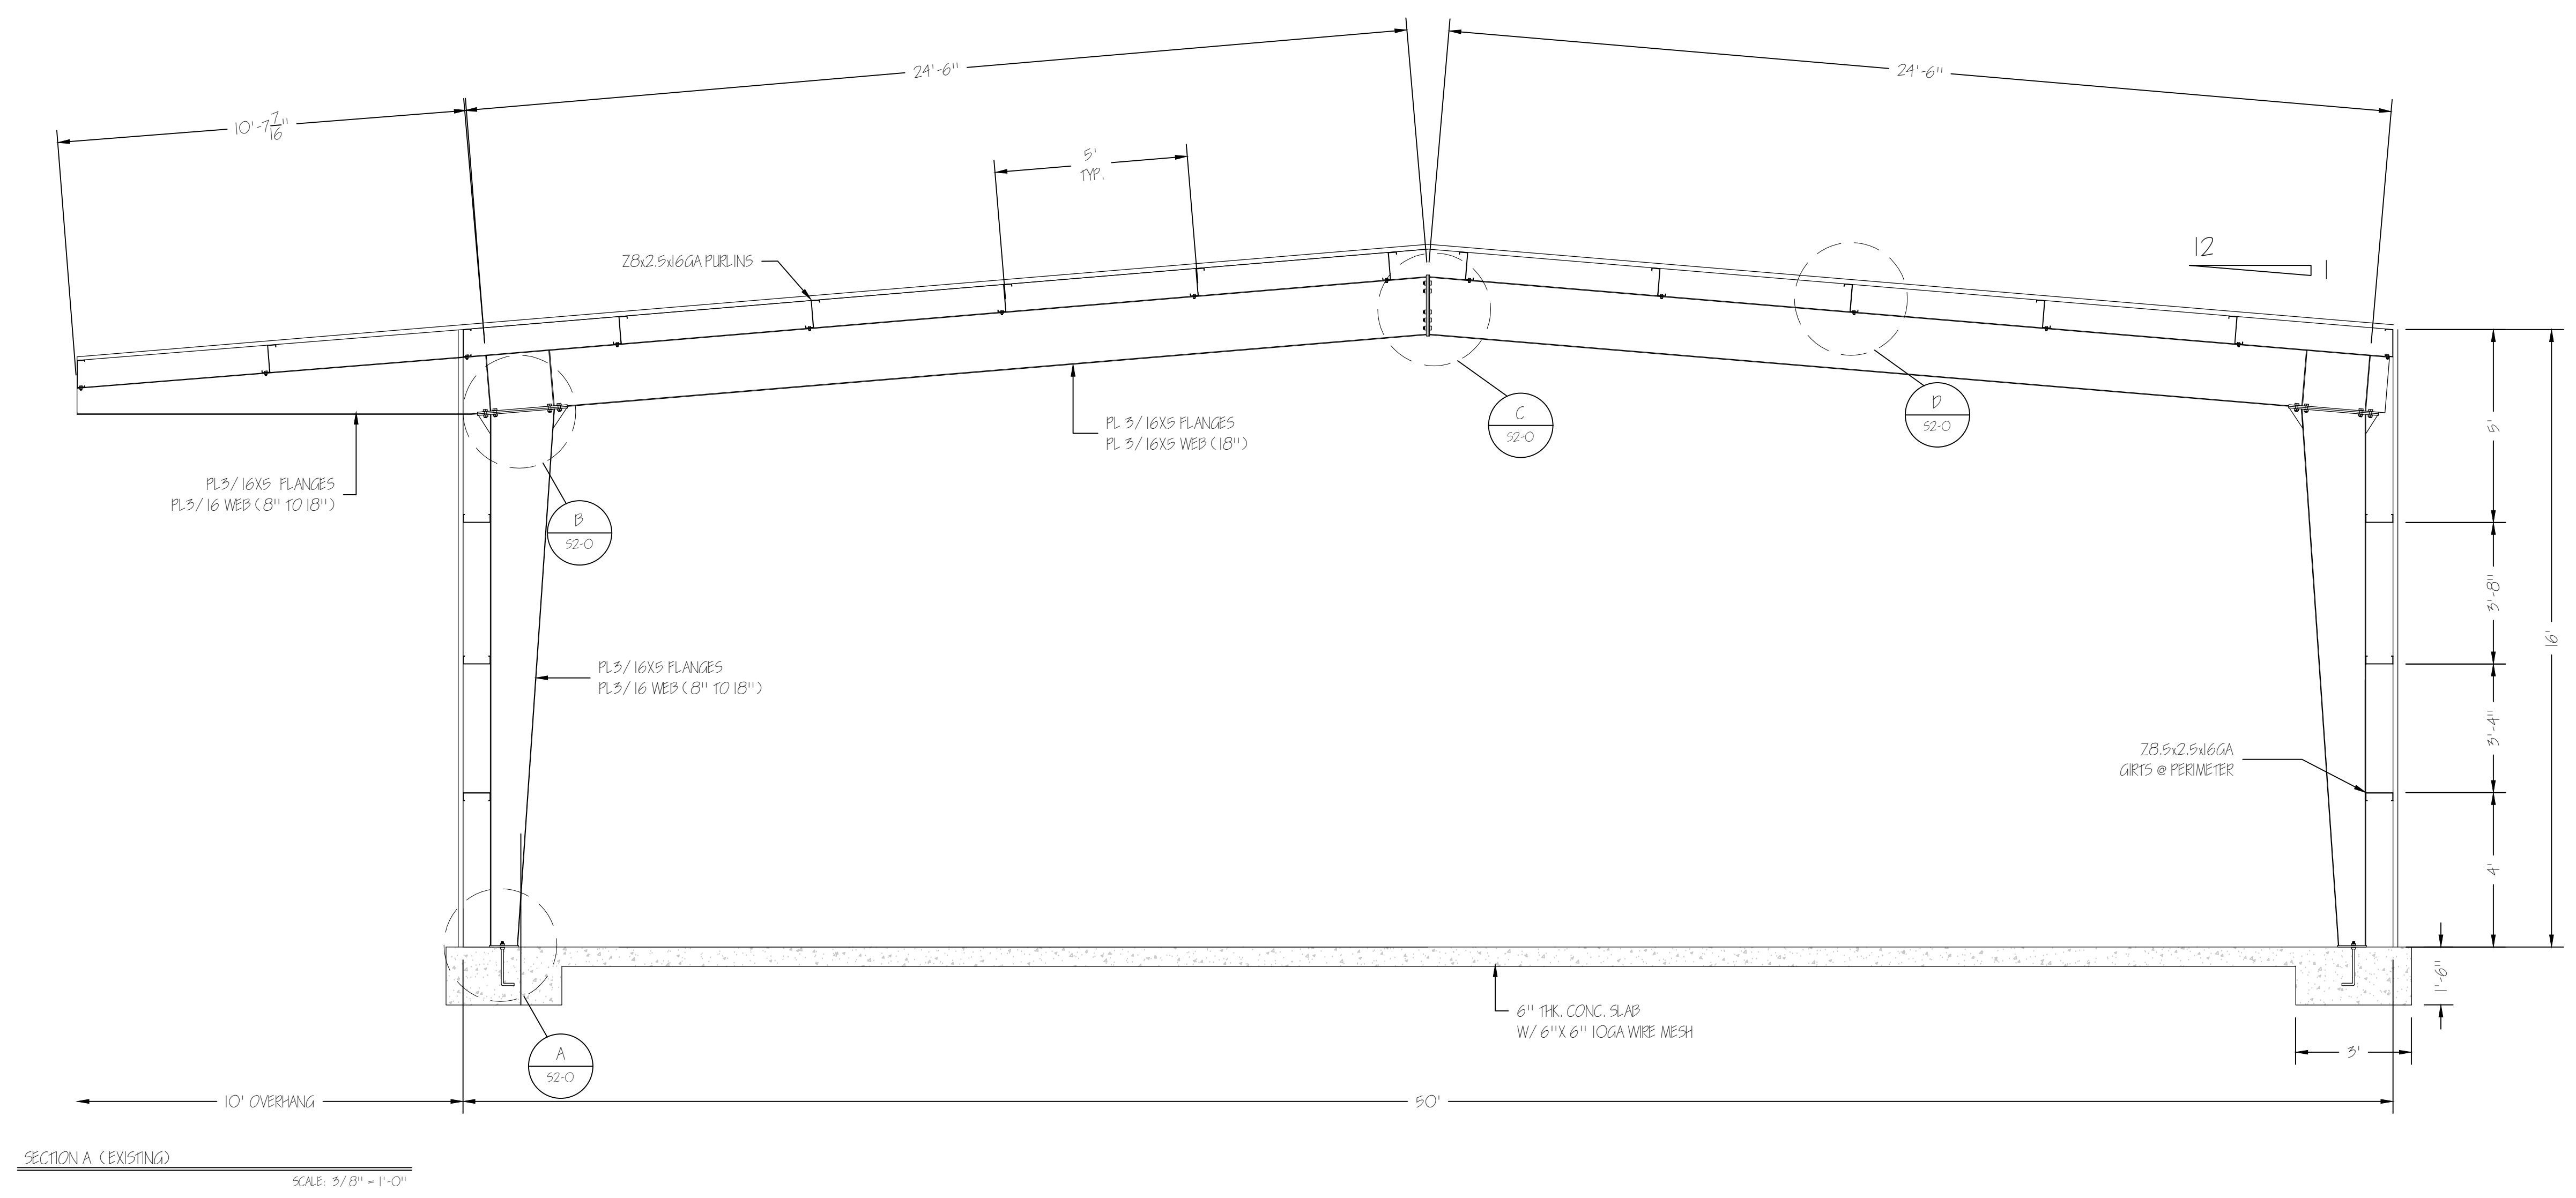 24'-6"
24'-6"
10'-7 7/16"
5'
TYP.
12
1
Z8x2.5x16GA PURLINS
C
S2-0
D
S2-0
PL 3/16X5 FLANGES
PL 3/16X5 WEB (18")
5'
PL3/16X5 FLANGES
PL3/16 WEB (8" TO 18")
B
S2-0
3'-8"
16'
PL3/16X5 FLANGES
PL3/16 WEB (8" TO 18")
3'-4"
Z8.5x2.5x16GA
GIRTS @ PERIMETER
4'
1'-6"
6" THK. CONC. SLAB
W/ 6"X 6" 10GA WIRE MESH
A
S2-0
3'
10' OVERHANG
50'
SECTION A (EXISTING)
SCALE: 3/8" = 1'-0"